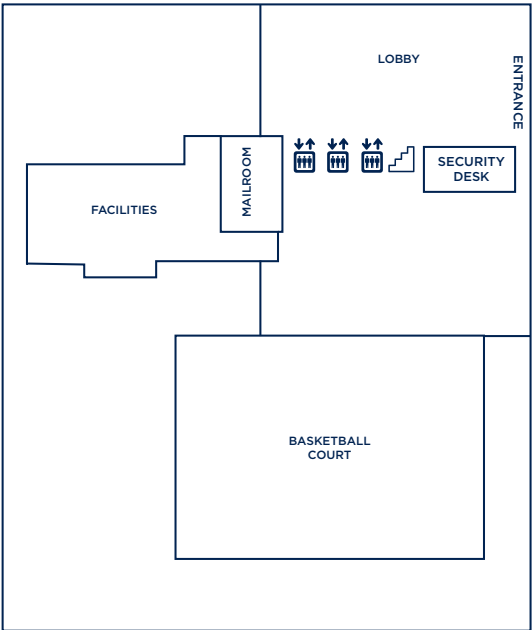 LOBBY
ENTRANCE
MAILROOM
SECURITY
DESK
FACILITIES
BASKETBALL
COURT